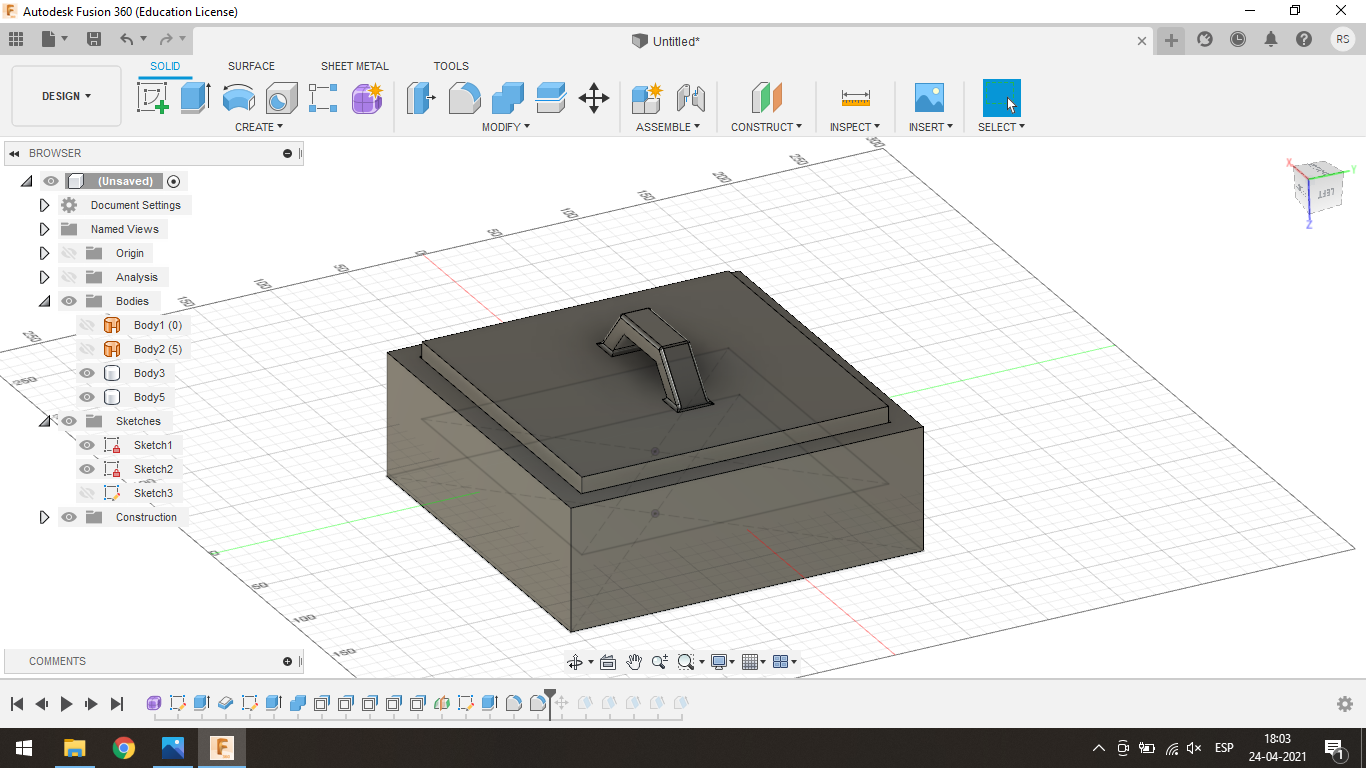 Autodesk Fusion 360 (Education License)
Untitled*
RS
SOLID SURFACE SHEET METAL TOOLS
DESIGN
CREATE MODIFY ASSEMBLE CONSTRUCT INSPECT INSERT SELECT
BROWSER
(Unsaved)
Document Settings
Named Views
Origin
Analysis
Bodies
Body1 (0)
Body2 (5)
Body3
Body5
Sketches
Sketch1
Sketch2
Sketch3
Construction
300
250
200
150
100
50
0
50
100
150
250
250
0
50
100
150
X
Y
Z
LEFT
COMMENTS
ESP
18:03
24-04-2021
1